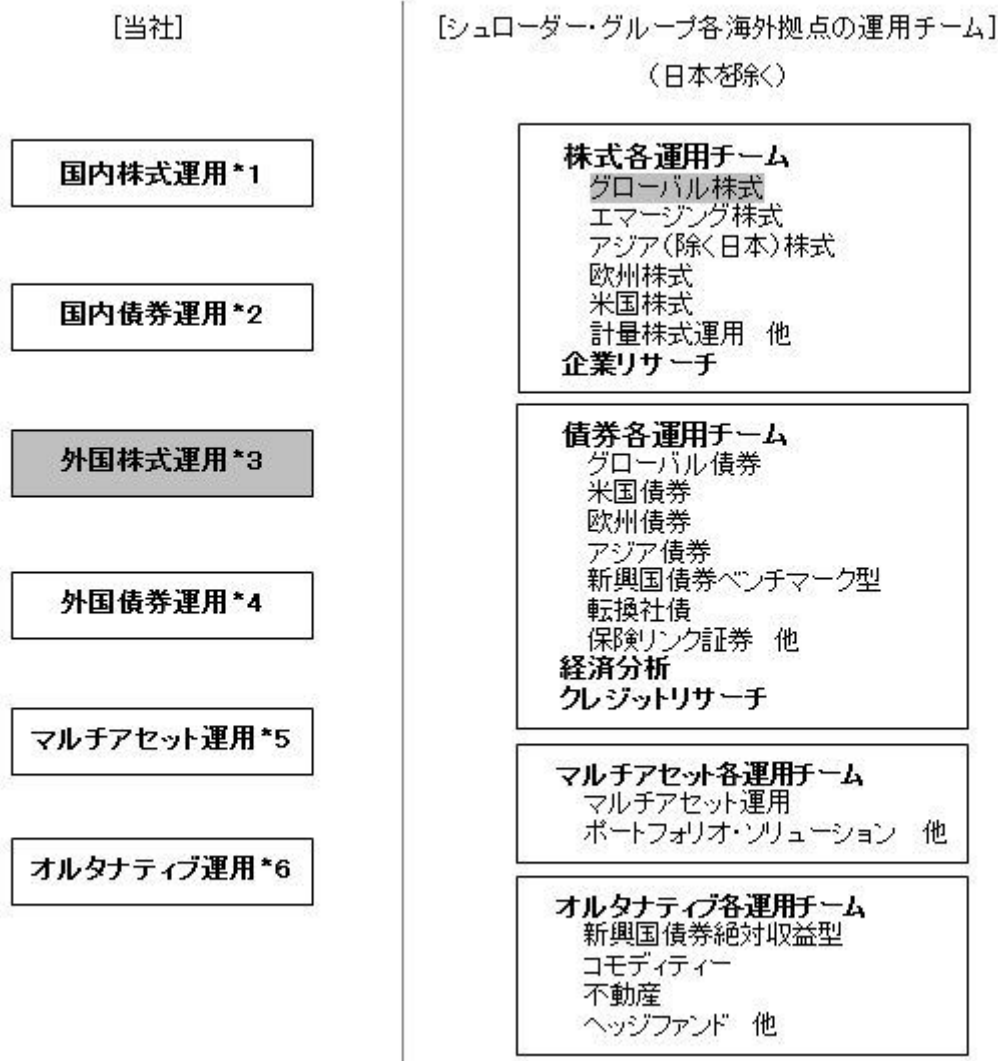 [当社]
国内株式運用*1
国内債券運用*2
外国株式運用*3
外国債券運用*4
マルチアセット運用*5
オルタナティブ運用*6
[シュローダー・グループ各海外拠点の運用チーム]
(日本を除く)
株式各運用チーム
グローバル株式
エマージング株式
アジア(除く日本)株式
欧州株式
米国株式
計量株式運用 他
企業リサーチ
債券各運用チーム
グローバル債券
米国債券
欧州債券
アジア債券
新興国債券ベンチマーク型
転換社債
保険リンク証券 他
経済分析
クレジットリサーチ
マルチアセット各運用チーム
マルチアセット運用
ポートフォリオ・ソリューション 他
オルタナティブ各運用チーム
新興国債券絶対収益型
コモディティー
不動産
ヘッジファンド 他